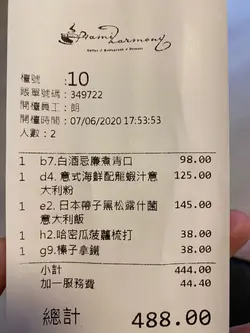 Home Harmony
檯號 :10
賬單號碼 :349722
開檯員工 :朗
開檯時間 :07/06/2020 17:53:53
人數 :2
1 b7.白酒忌廉煮青口 98.00
1 d4.意式海鮮配龍蝦汁意 125.00
大利粉
1 e2.日本帶子黑松露什菌 145.00
意大利飯
1 h2.哈密瓜菠蘿梳打 38.00
1 g9.榛子拿鐵 38.00
小計 444.00
加一服務費 44.40
總計 488.00